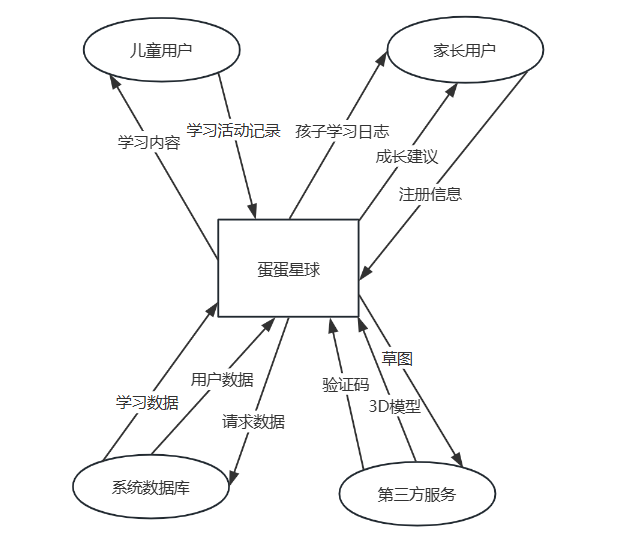 儿童用户
家长用户
学习内容
学习活动记录
孩子学习日志
成长建议
注册信息
蛋蛋星球
学习数据
用户数据
请求数据
验证码
3D模型
草图
系统数据库
第三方服务